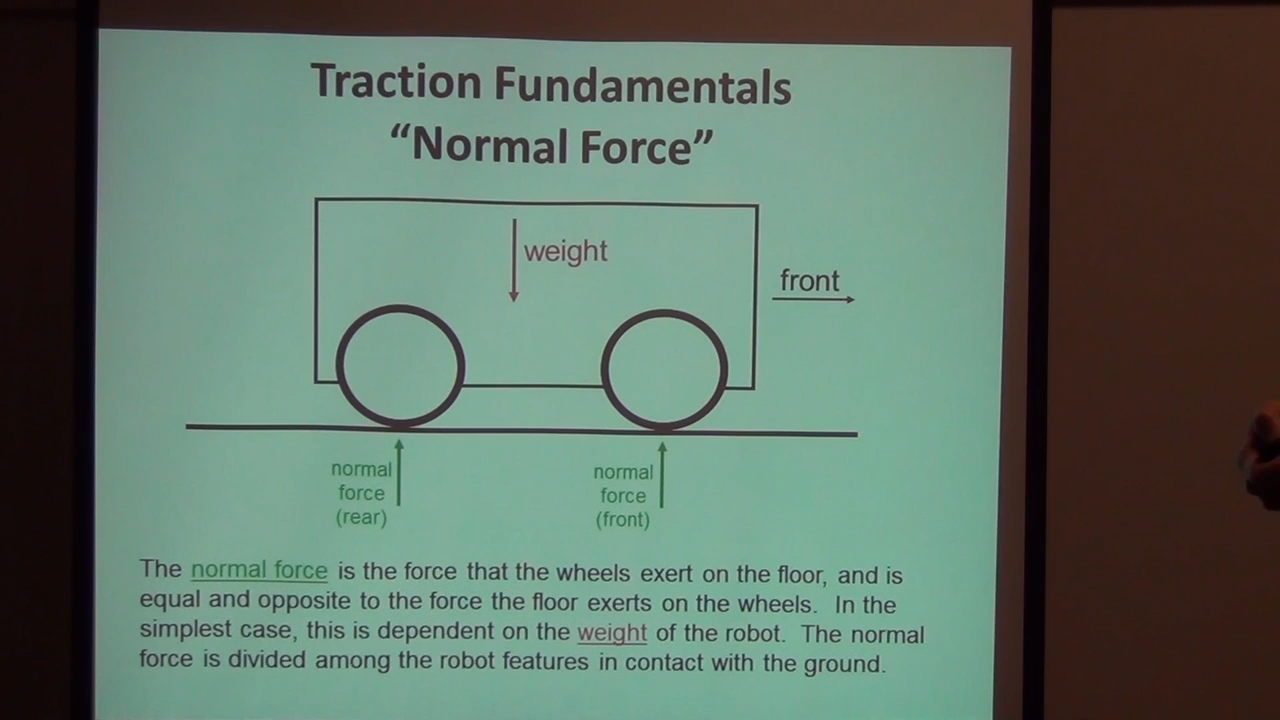 Traction Fundamentals
“Normal Force”
weight
front
normal
force
(rear)
normal
force
(front)
The normal force is the force that the wheels exert on the floor, and is
equal and opposite to the force the floor exerts on the wheels. In the
simplest case, this is dependent on the weight of the robot. The normal
force is divided among the robot features in contact with the ground.